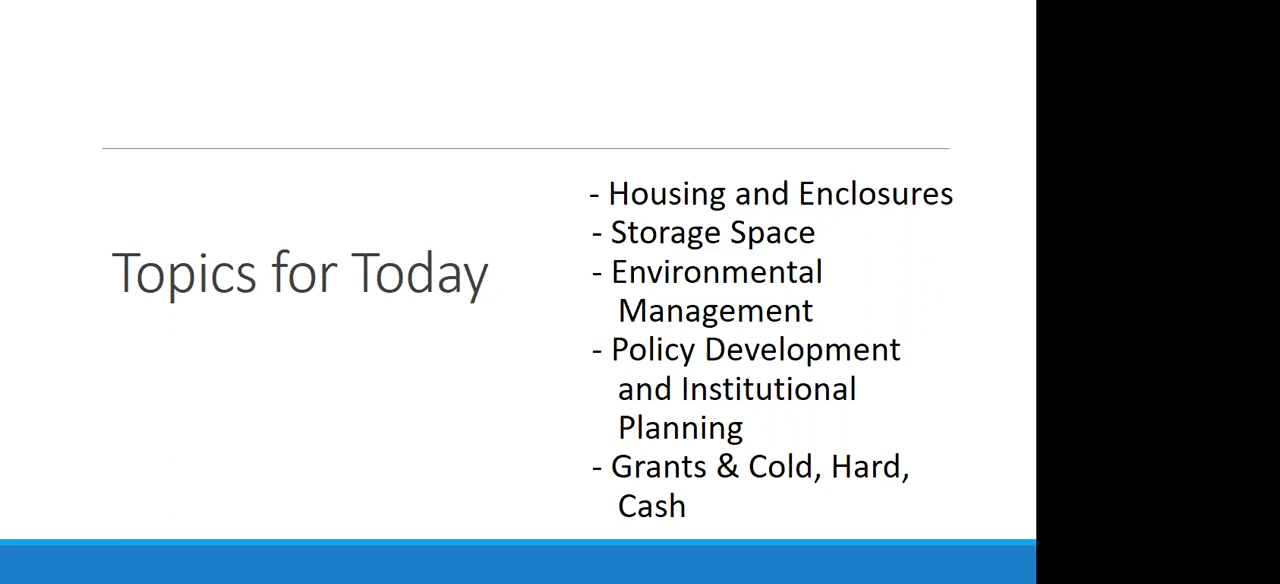 Topics for Today
- Housing and Enclosures
- Storage Space
- Environmental
Management
- Policy Development
and Institutional
Planning
- Grants & Cold, Hard,
Cash